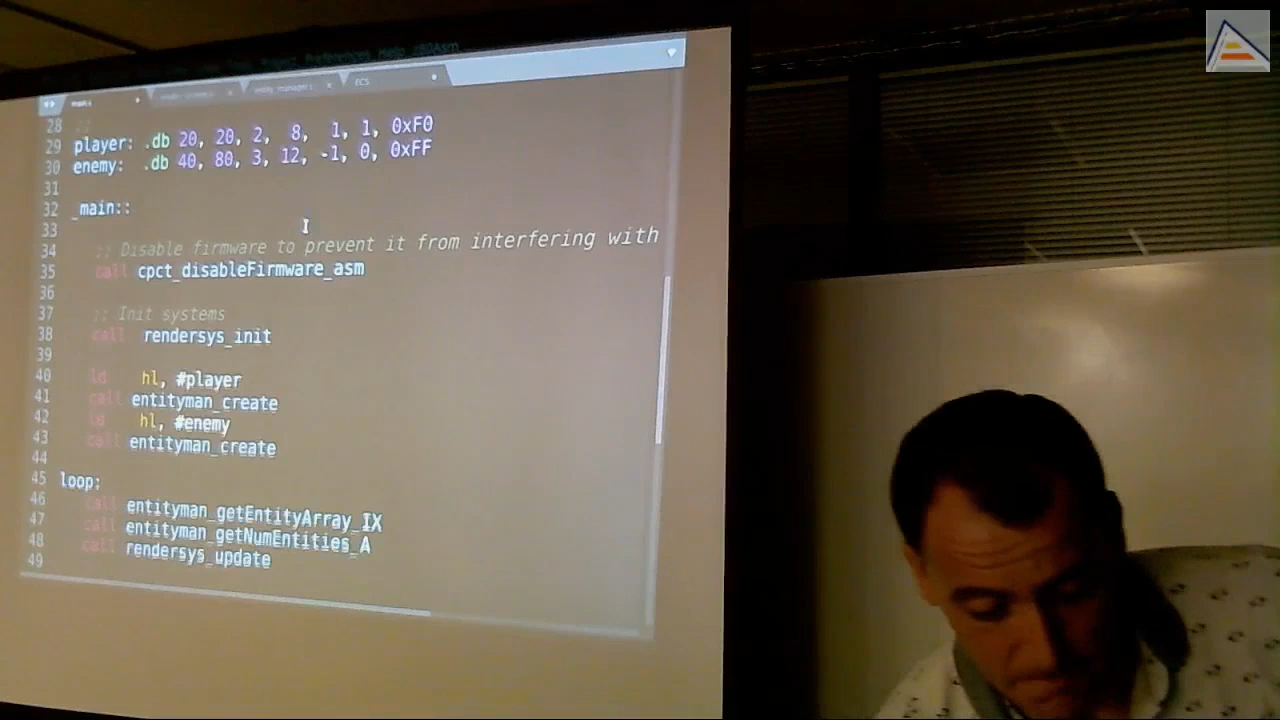 main.s
entity_manager.s
ECS
28 ;;
29 player: .db 20, 20, 2, 8, 1, 1, 0xF0
30 enemy: .db 40, 80, 3, 12, -1, 0, 0xFF
31
32 _main::
33
34 ;; Disable firmware to prevent it from interfering with
35 call cpct_disableFirmware_asm
36
37 ;; Init systems
38 call rendersys_init
39
40 ld hl, #player
41 call entityman_create
42 ld hl, #enemy
43 call entityman_create
44
45 loop:
46 call entityman_getEntityArray_IX
47 call entityman_getNumEntities_A
48 call rendersys_update
49